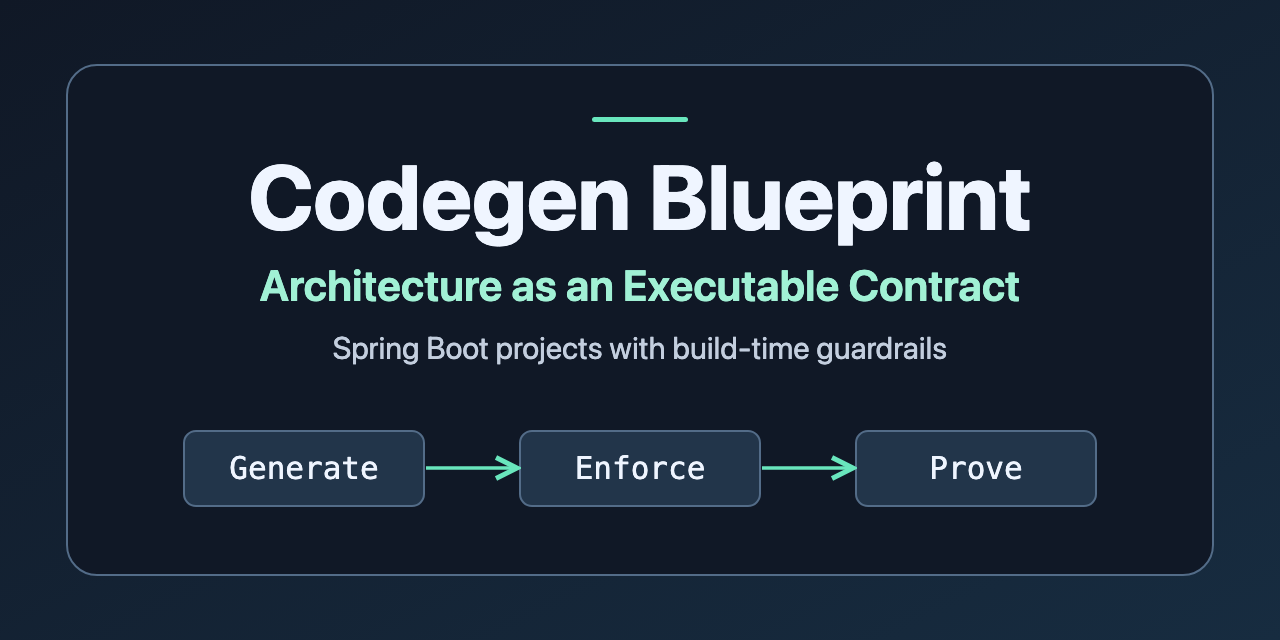 Codegen Blueprint
Architecture as an Executable Contract
Spring Boot projects with build-time guardrails
Generate
Enforce
Prove